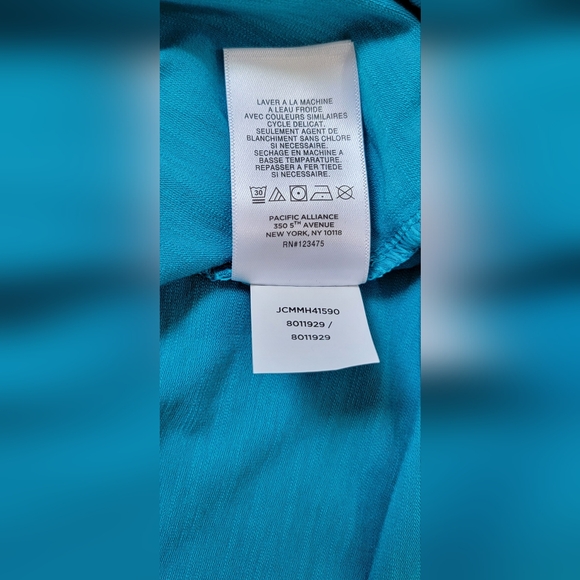 LAVER A LA MACHINE
A LEAU FROIDE
AVEC COULEURS SIMILAIRES
CYCLE DELICAT.
SEULEMENT AGENT DE
BLANCHIMENT SANS CHLORE
SI NECESSAIRE.
SECHAGE EN MACHINE A
BASSE TEMPARATURE.
REPASSER A FER TIEDE
SI NECESSAIRE.
30
PACIFIC ALLIANCE
350 5TH AVENUE
NEW YORK, NY 10118
RN#123475
JCMMH41590
8011929 /
8011929